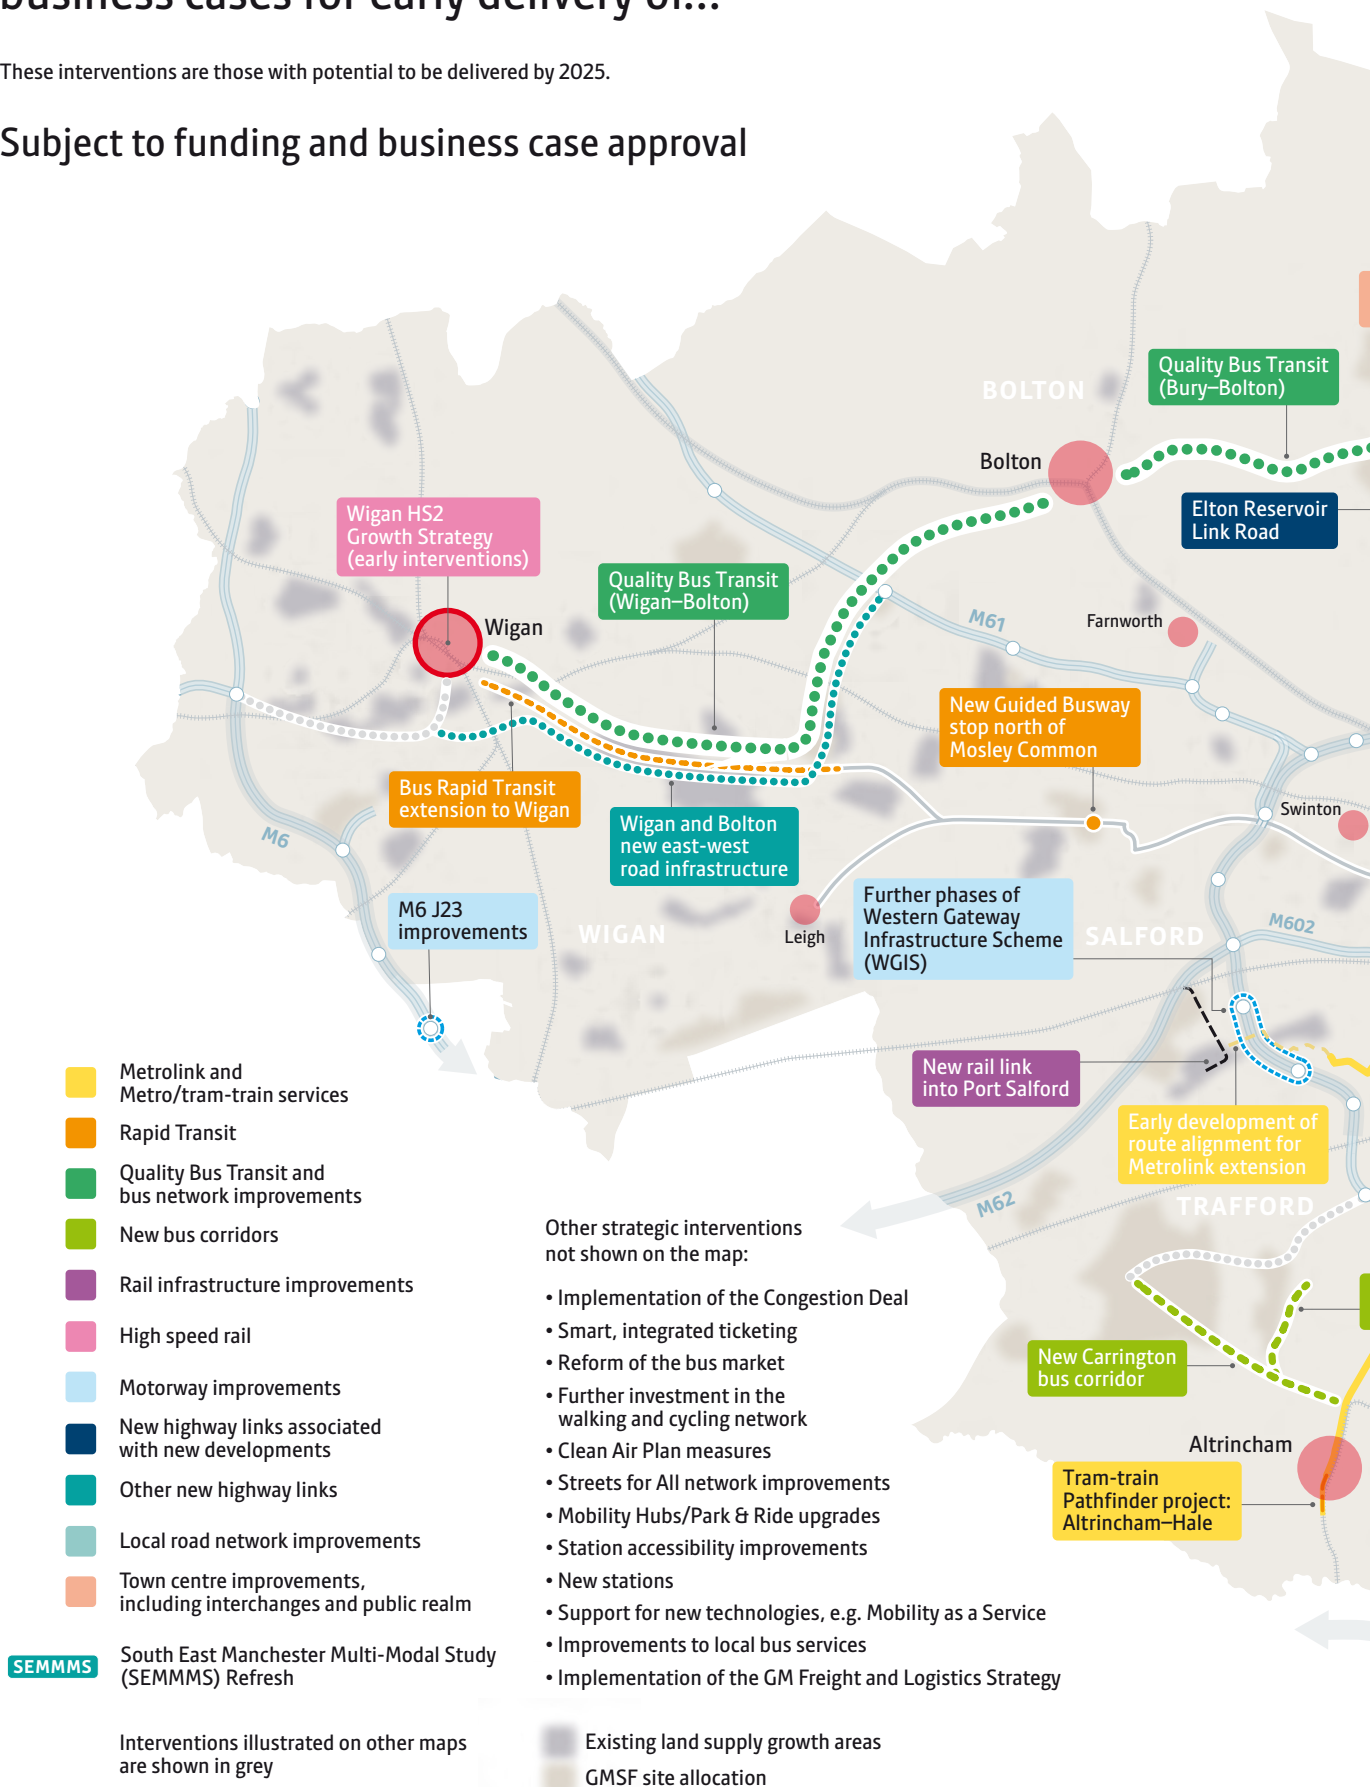 business cases for early delivery of...
These interventions are those with potential to be delivered by 2025.
Subject to funding and business case approval
Quality Bus Transit
(Bury–Bolton)
BOLTON
Bolton
Elton Reservoir
Link Road
Wigan HS2
Growth Strategy
(early interventions)
Quality Bus Transit
(Wigan–Bolton)
Wigan
M61
Farnworth
New Guided Busway
stop north of
Mosley Common
Bus Rapid Transit
extension to Wigan
Wigan and Bolton
new east-west
road infrastructure
Swinton
M6
M6 J23
improvements
WIGAN
Leigh
Further phases of
Western Gateway
Infrastructure Scheme
(WGIS)
SALFORD
M602
New rail link
into Port Salford
Early development of
route alignment for
Metrolink extension
M62
TRAFFORD
New Carrington
bus corridor
Altrincham
Tram-train
Pathfinder project:
Altrincham–Hale
Metrolink and
Metro/tram-train services
Rapid Transit
Quality Bus Transit and
bus network improvements
New bus corridors
Rail infrastructure improvements
High speed rail
Motorway improvements
New highway links associated
with new developments
Other new highway links
Local road network improvements
Town centre improvements,
including interchanges and public realm
SEMMMS
South East Manchester Multi-Modal Study
(SEMMMS) Refresh
Interventions illustrated on other maps
are shown in grey
Other strategic interventions
not shown on the map:
• Implementation of the Congestion Deal
• Smart, integrated ticketing
• Reform of the bus market
• Further investment in the
walking and cycling network
• Clean Air Plan measures
• Streets for All network improvements
• Mobility Hubs/Park & Ride upgrades
• Station accessibility improvements
• New stations
• Support for new technologies, e.g. Mobility as a Service
• Improvements to local bus services
• Implementation of the GM Freight and Logistics Strategy
Existing land supply growth areas
GMSF site allocation